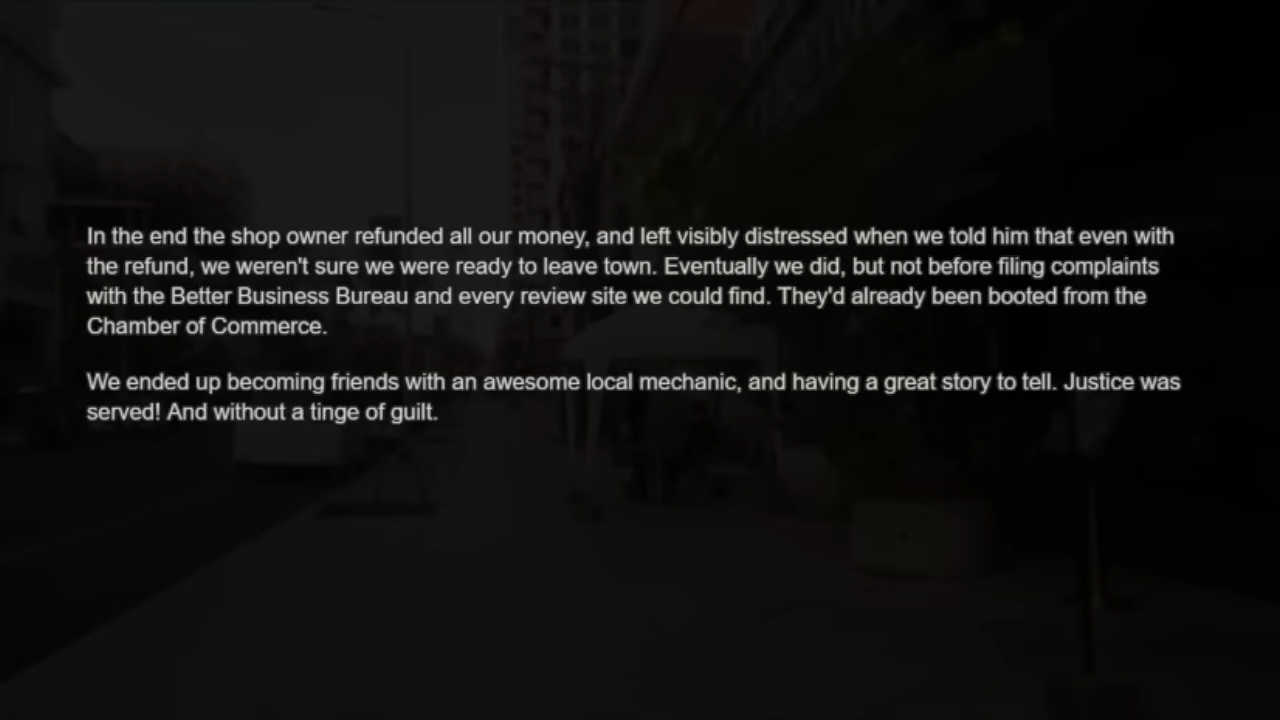 In the end the shop owner refunded all our money, and left visibly distressed when we told him that even with
the refund, we weren't sure we were ready to leave town. Eventually we did, but not before filing complaints
with the Better Business Bureau and every review site we could find. They'd already been booted from the
Chamber of Commerce.
We ended up becoming friends with an awesome local mechanic, and having a great story to tell. Justice was
served! And without a tinge of guilt.